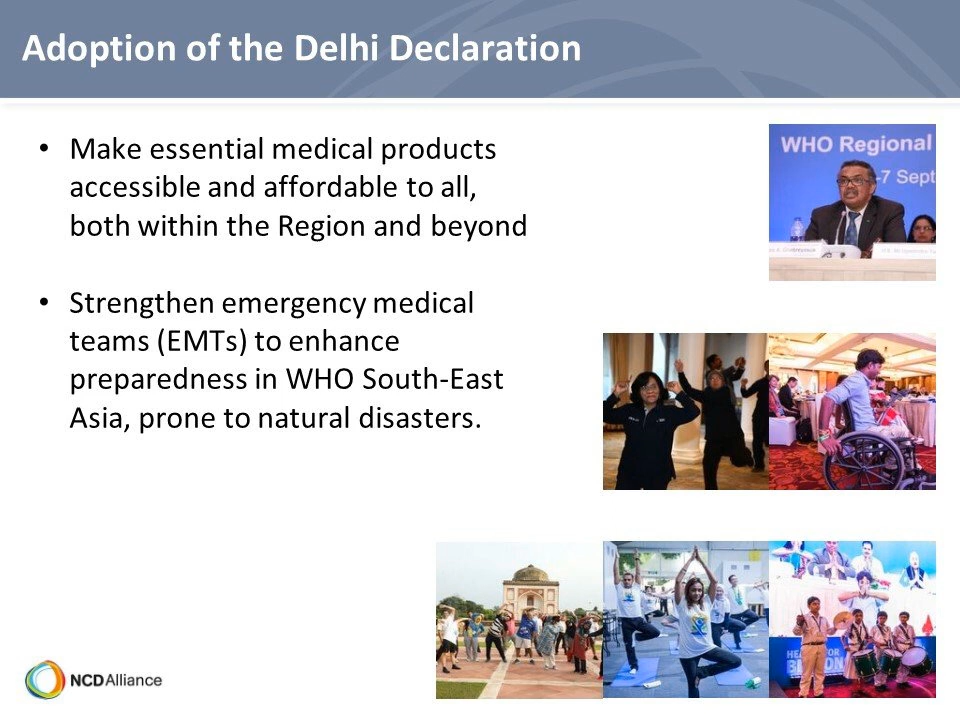 Adoption of the Delhi Declaration
• Make essential medical products
accessible and affordable to all,
both within the Region and beyond
• Strengthen emergency medical
teams (EMTs) to enhance
preparedness in WHO South-East
Asia, prone to natural disasters.
WHO Regional
-7 Sept
NCDAlliance